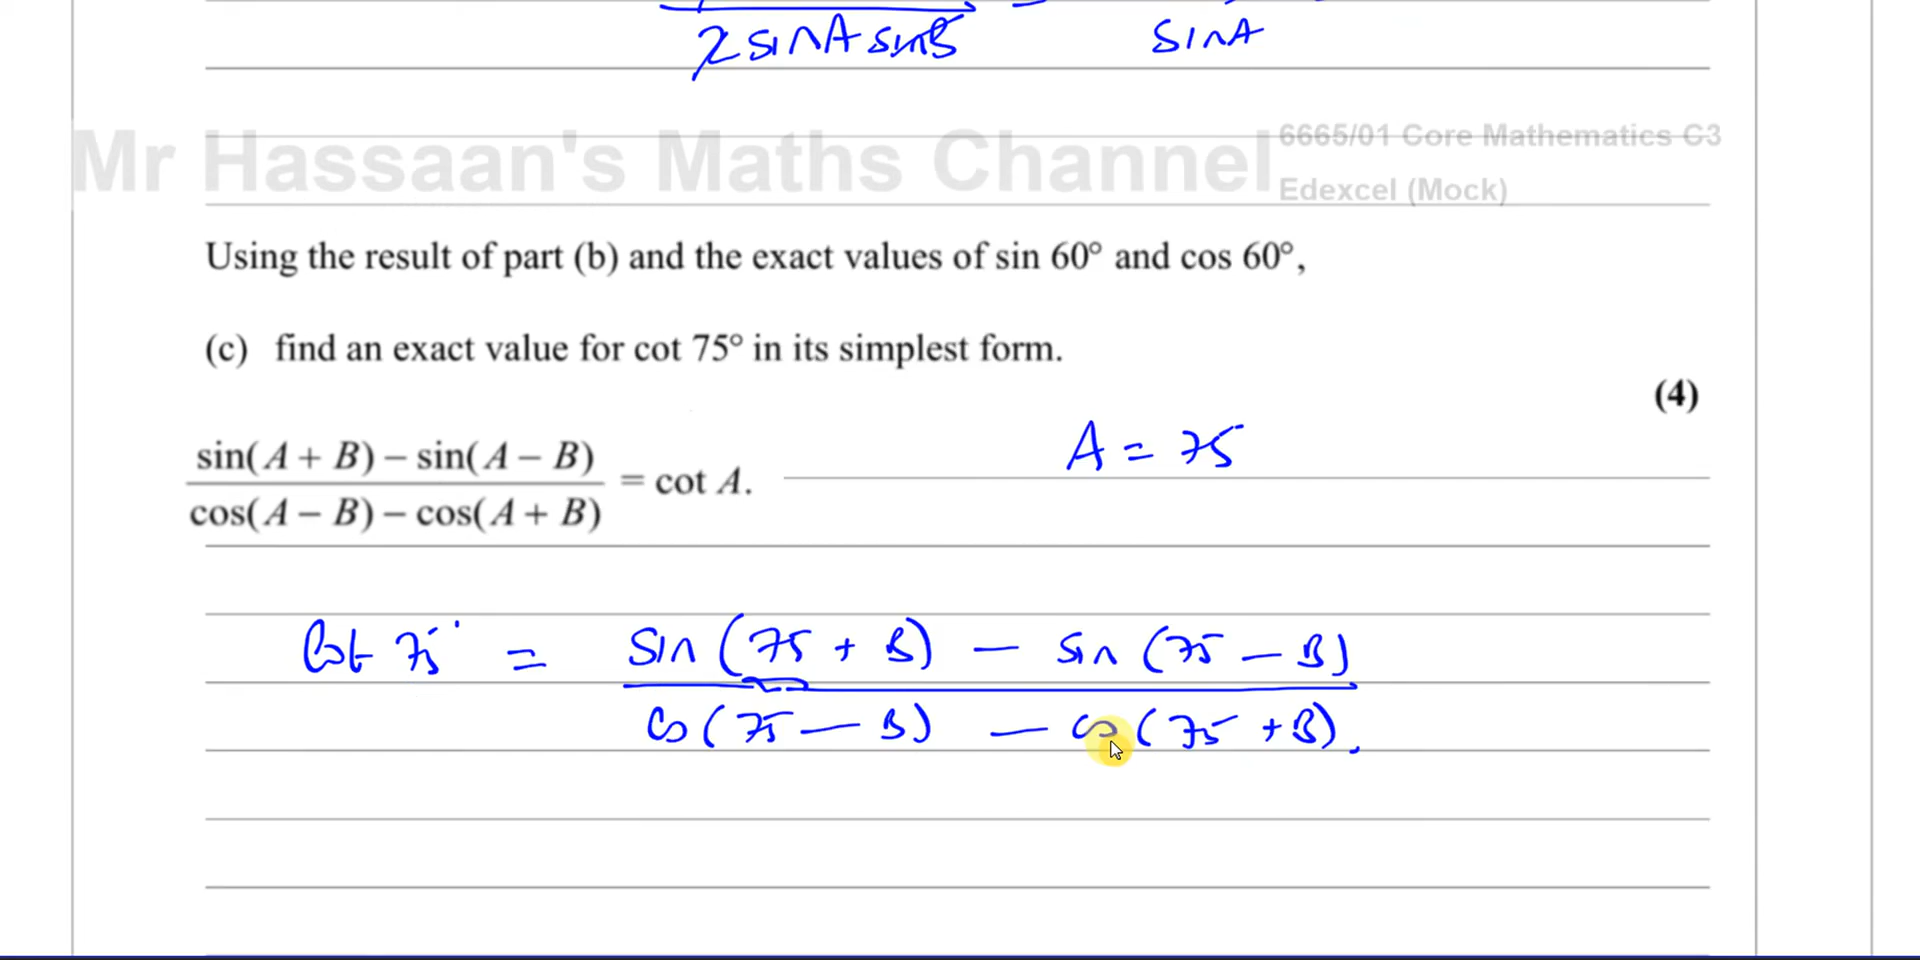 2 sinA sinB sinA
Mr Hassaan's Maths Channel
6665/01 Core Mathematics C3
Edexcel (Mock)
Using the result of part (b) and the exact values of sin 60° and cos 60°,
(c) find an exact value for cot 75° in its simplest form.
(4)
sin(A + B) – sin(A – B)
cos(A – B) – cos(A + B)
= cot A.
A = 75
Cot 75° = sin (75 + B) – sin (75 – B)
Cos (75 – B) – Cos (75 + B).